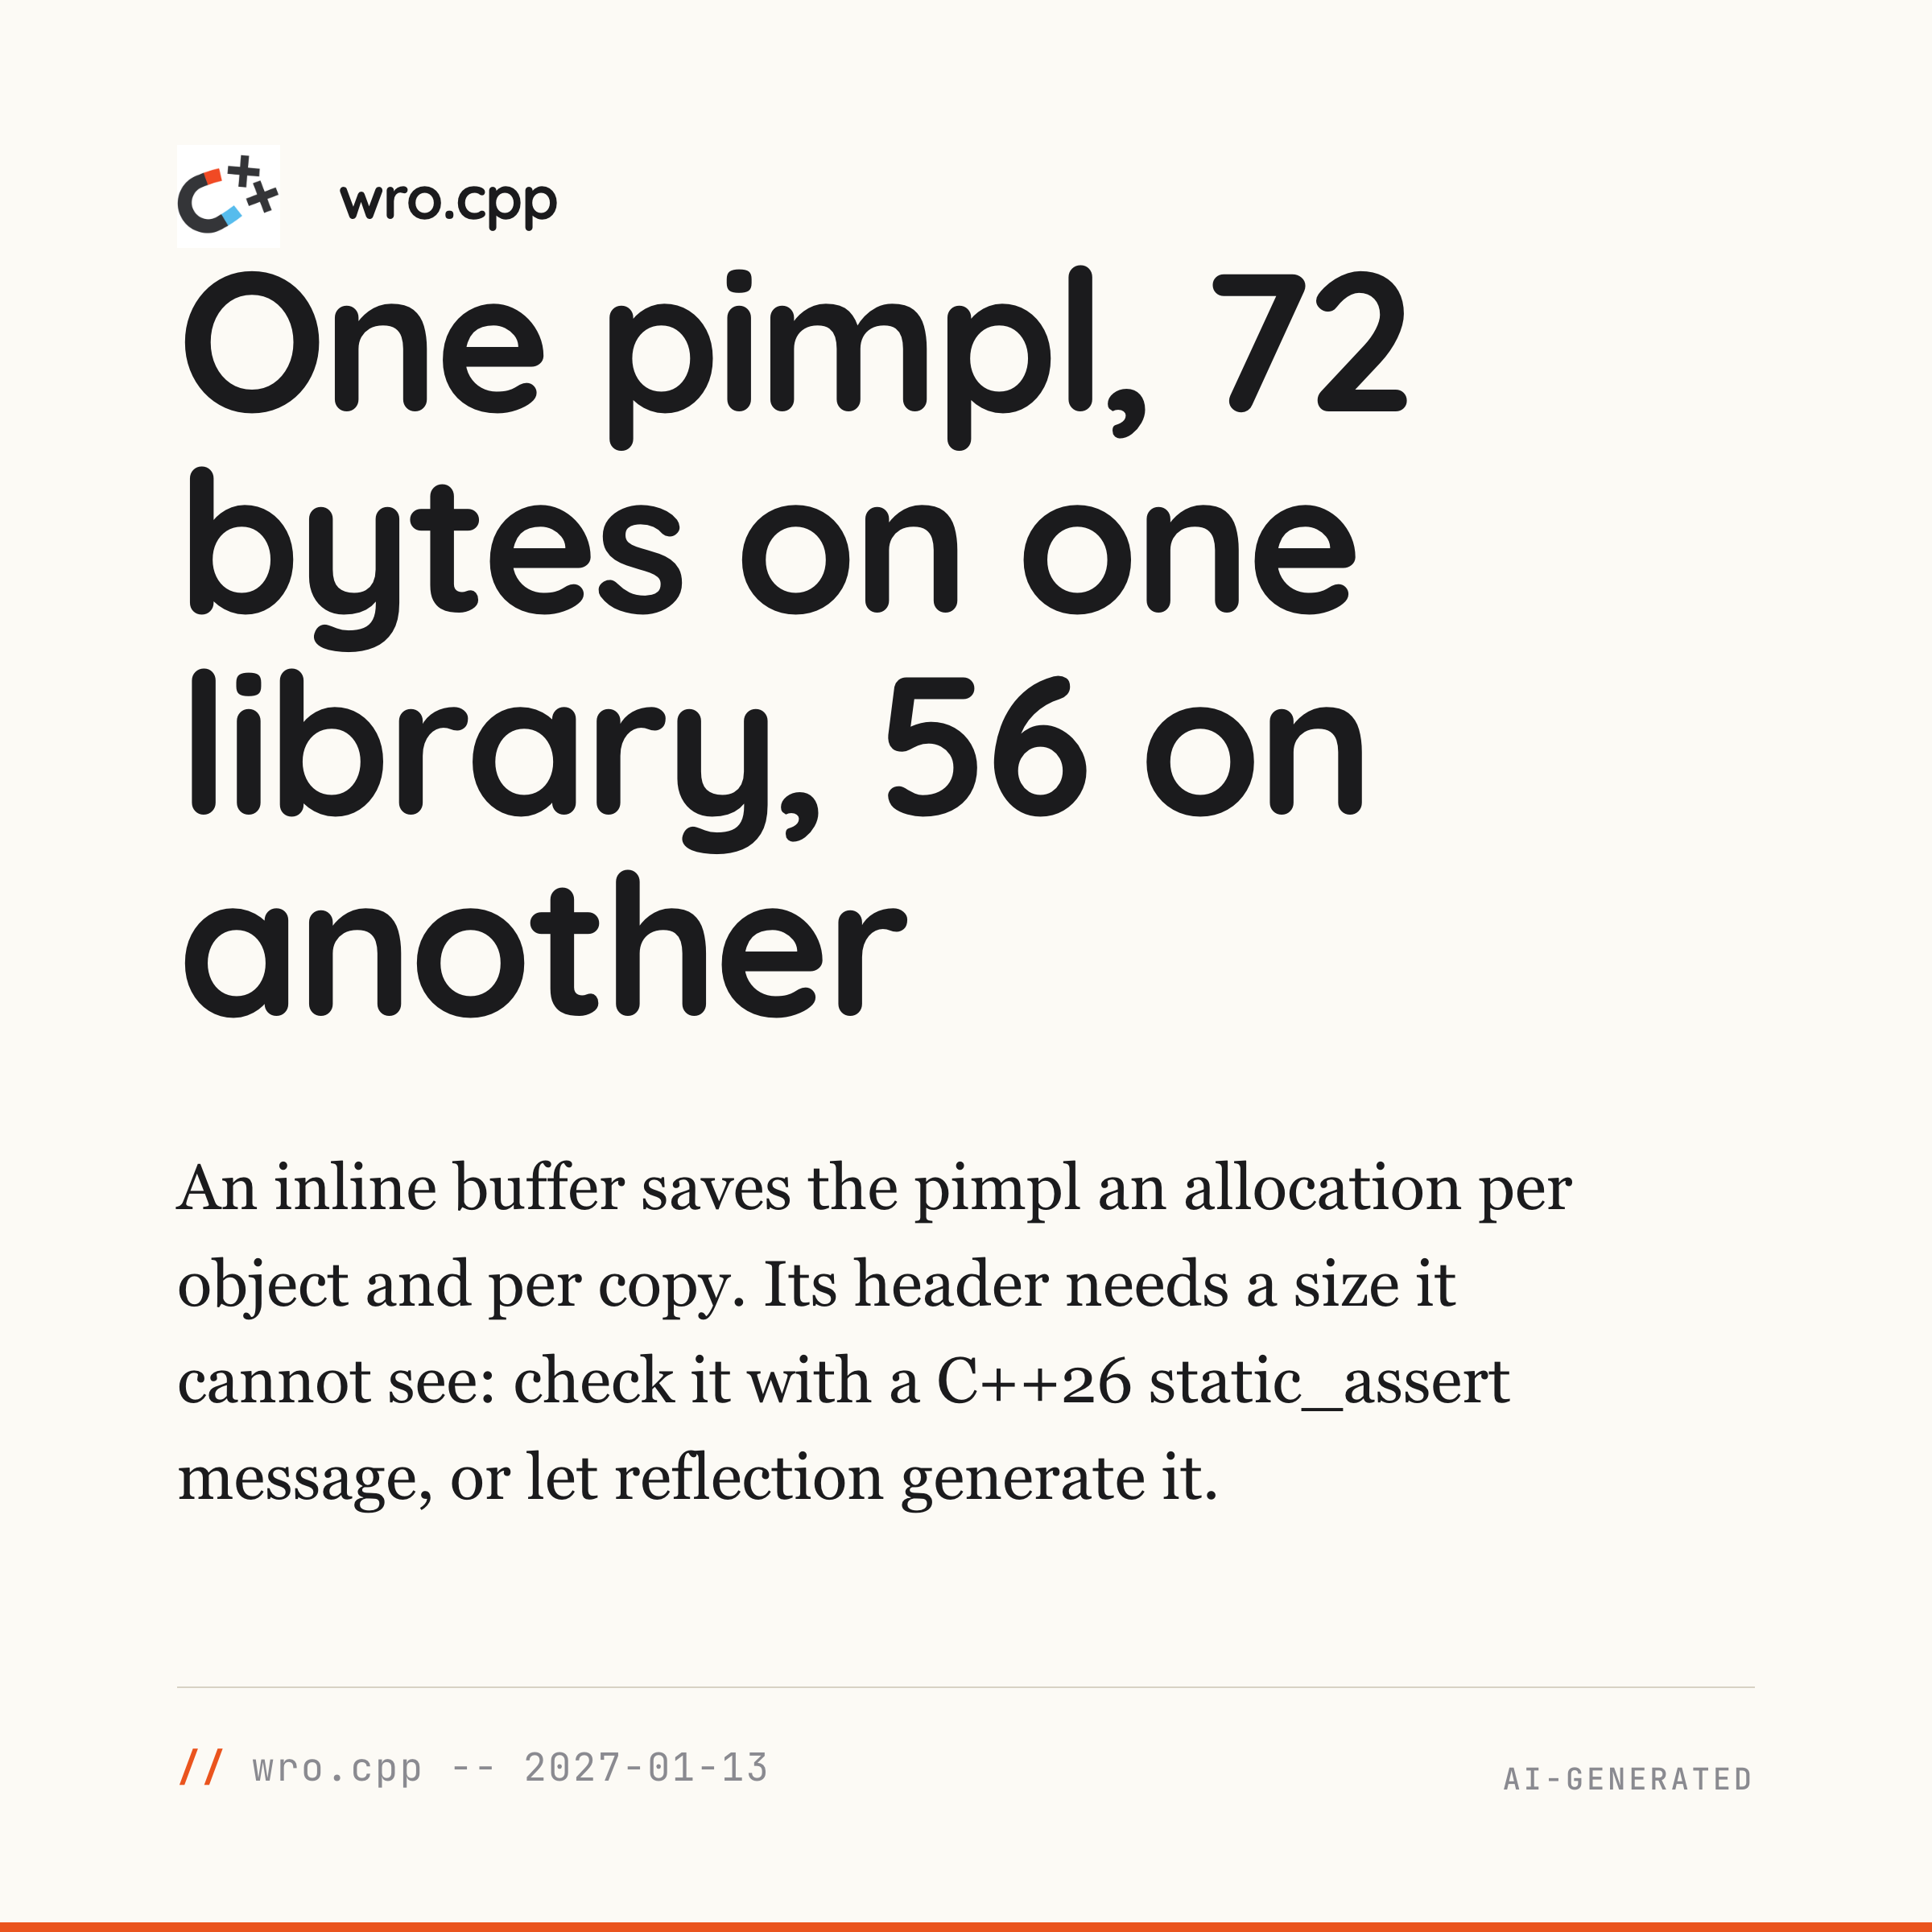 wro.cpp
One pimpl, 72
bytes on one
library, 56 on
another
An inline buffer saves the pimpl an allocation per
object and per copy. Its header needs a size it
cannot see: check it with a C++26 static_assert
message, or let reflection generate it.
// wro.cpp -- 2027-01-13
AI-GENERATED